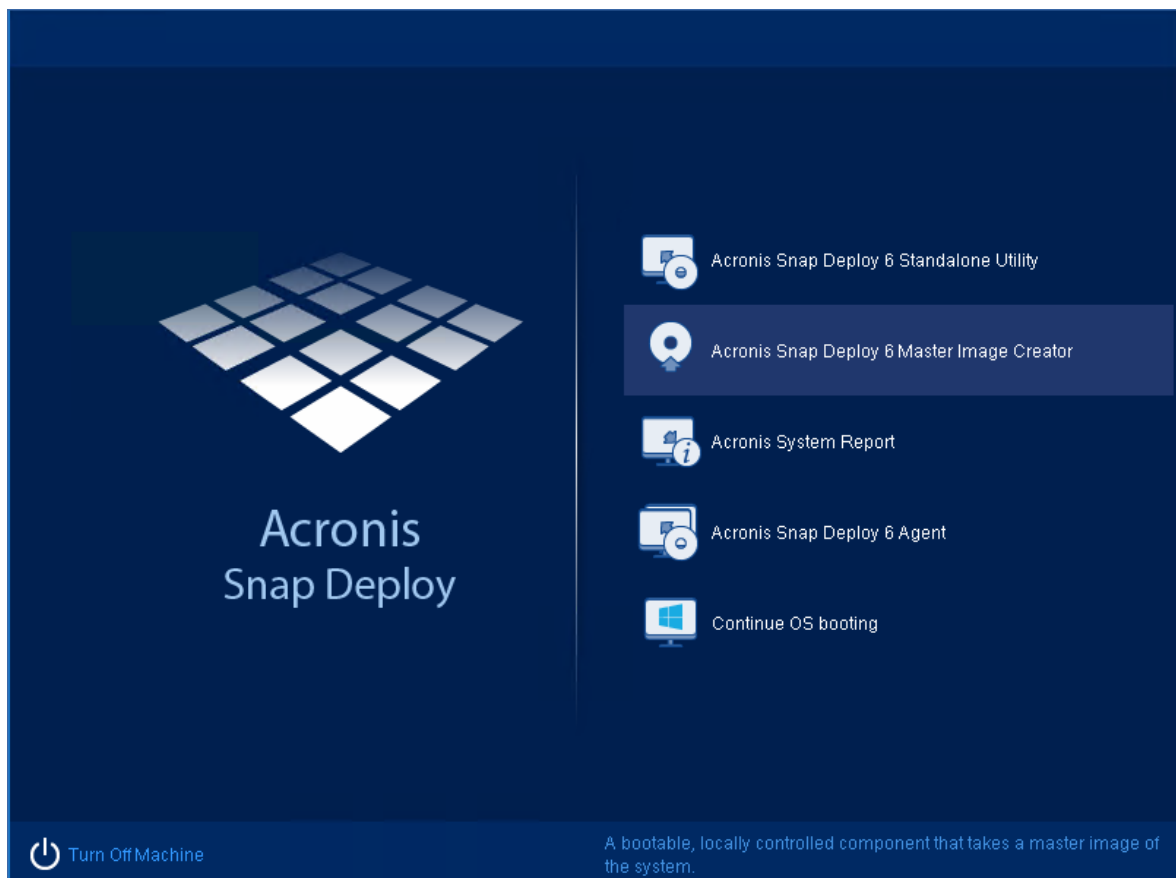 Acronis
Snap Deploy
Acronis Snap Deploy 6 Standalone Utility
Acronis Snap Deploy 6 Master Image Creator
Acronis System Report
Acronis Snap Deploy 6 Agent
Continue OS booting
Turn Off Machine
A bootable, locally controlled component that takes a master image of
the system.